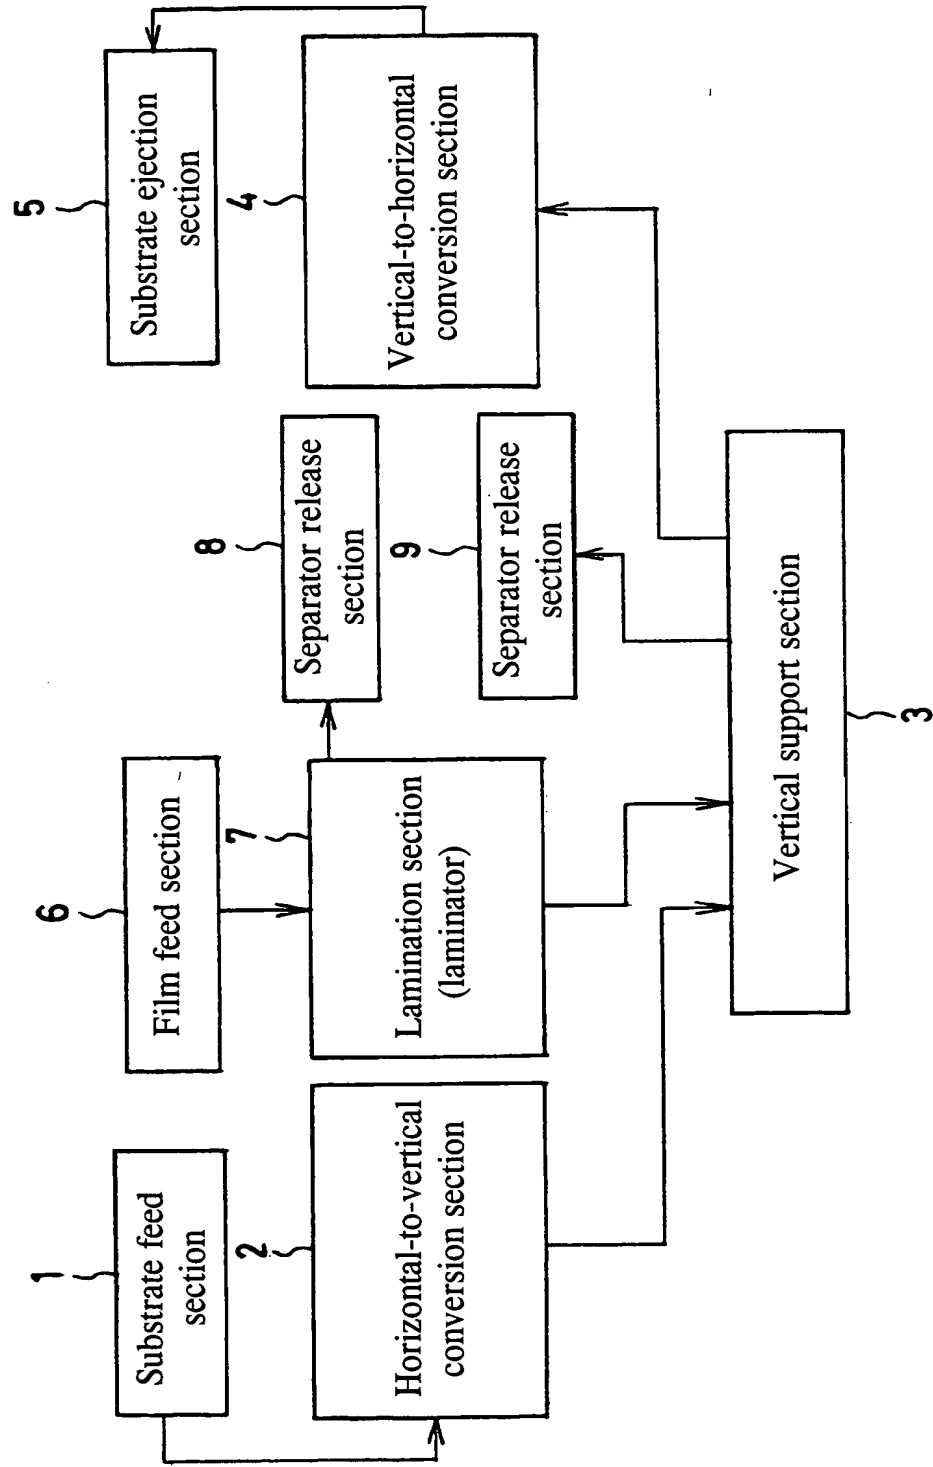 1
Substrate feed
section
2
Horizontal-to-vertical
conversion section
6
Film feed section
7
Lamination section
(laminator)
8
Separator release
section
9
Separator release
section
5
Substrate ejection
section
4
Vertical-to-horizontal
conversion section
Vertical support section
3